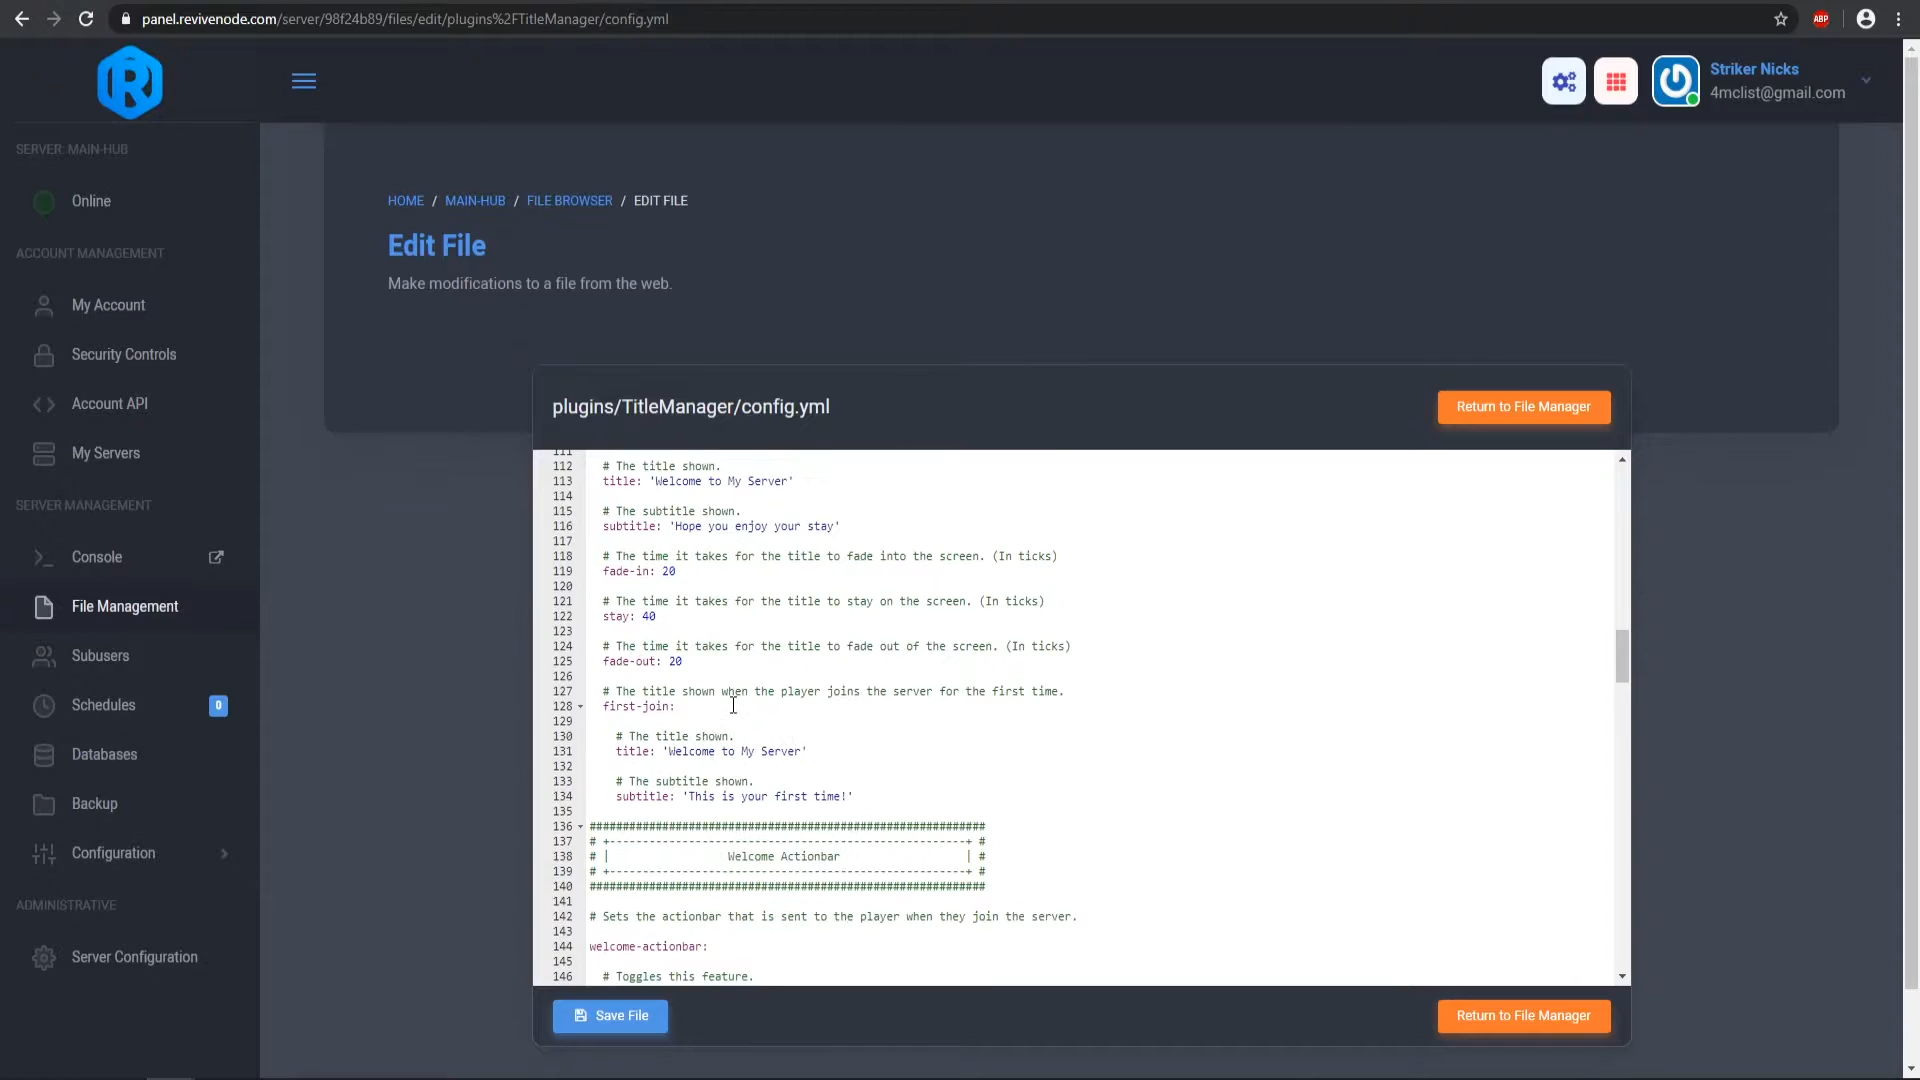 panel.revivenode.com/server/98f24b89/files/edit/plugins%2FTitleManager/config.yml
ABP
R
Striker Nicks
4mclist@gmail.com
SERVER: MAIN-HUB
Online
ACCOUNT MANAGEMENT
My Account
Security Controls
Account API
My Servers
SERVER MANAGEMENT
Console
File Management
Subusers
Schedules 0
Databases
Backup
Configuration
ADMINISTRATIVE
Server Configuration
HOME / MAIN-HUB / FILE BROWSER / EDIT FILE
Edit File
Make modifications to a file from the web.
plugins/TitleManager/config.yml
Return to File Manager
111
112 # The title shown.
113 title: 'Welcome to My Server'
114
115 # The subtitle shown.
116 subtitle: 'Hope you enjoy your stay'
117
118 # The time it takes for the title to fade into the screen. (In ticks)
119 fade-in: 20
120
121 # The time it takes for the title to stay on the screen. (In ticks)
122 stay: 40
123
124 # The time it takes for the title to fade out of the screen. (In ticks)
125 fade-out: 20
126
127 # The title shown when the player joins the server for the first time.
128 first-join:
129
130 # The title shown.
131 title: 'Welcome to My Server'
132
133 # The subtitle shown.
134 subtitle: 'This is your first time!'
135
136 ############################################################
137 # +------------------------------------------------------+ #
138 # | Welcome Actionbar | #
139 # +------------------------------------------------------+ #
140 ############################################################
141
142 # Sets the actionbar that is sent to the player when they join the server.
143
144 welcome-actionbar:
145
146 # Toggles this feature.
Save File
Return to File Manager